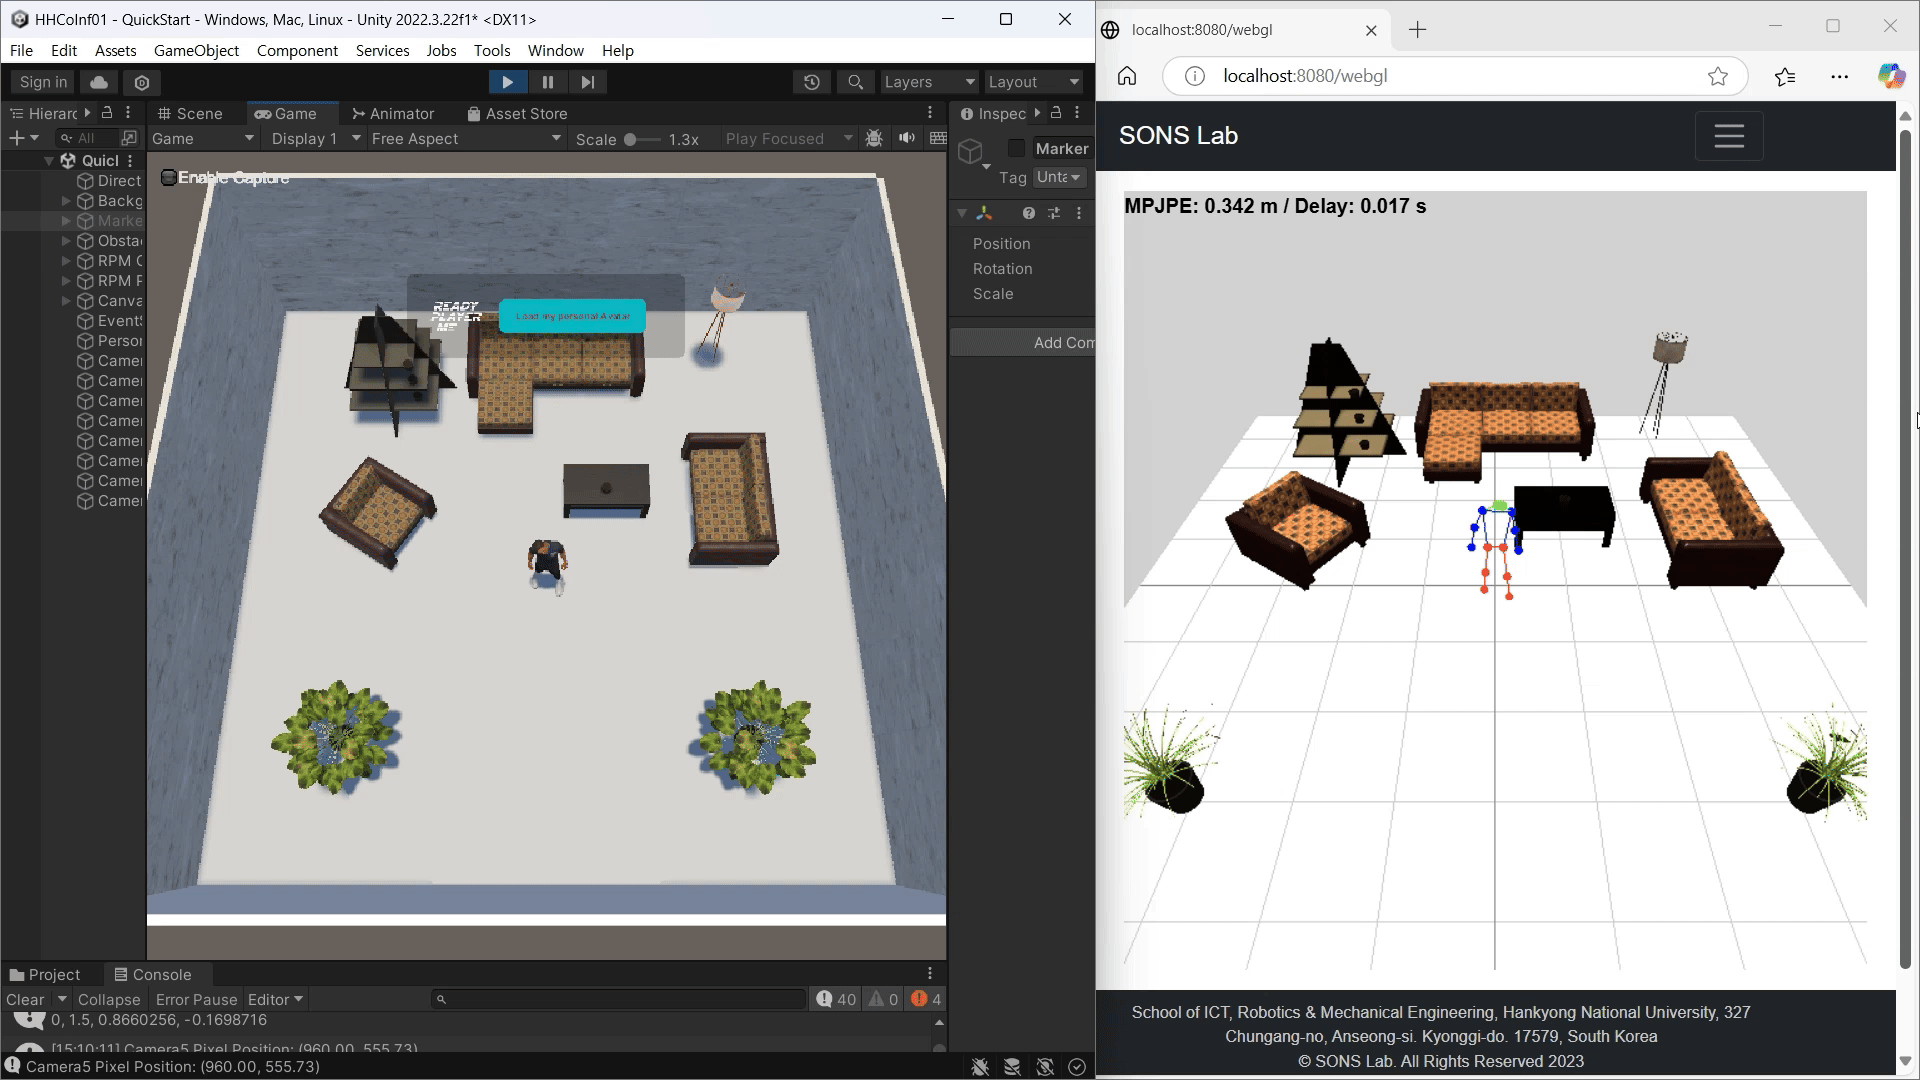 HHCoInf01 - QuickStart - Windows, Mac, Linux - Unity 2022.3.22f1* <DX11>
File Edit Assets GameObject Component Services Jobs Tools Window Help
Sign in
Layers
Layout
Hierarc
Scene
Game
Animator
Asset Store
Inspec
All
Game
Display 1
Free Aspect
Scale
1.3x
Play Focused
Quicl
Direct
Backg
Marke
Obsta
RPM C
RPM F
Canva
Event
Perso
Camer
Camer
Camer
Camer
Camer
Camer
Camer
Camer
READY
PLAYER
ME
Load my personal Avatar
Marker
Tag
Unta
Position
Rotation
Scale
Add Com
Project
Console
Clear
Collapse
Error Pause
Editor
40
0
4
0, 1.5, 0.8660256, -0.1698716
[15:10:11] Camera5 Pixel Position: (960.00, 555.73)
Camera5 Pixel Position: (960.00, 555.73)
localhost:8080/webgl
localhost:8080/webgl
SONS Lab
MPJPE: 0.342 m / Delay: 0.017 s
School of ICT, Robotics & Mechanical Engineering, Hankyong National University, 327
Chungang-no, Anseong-si. Kyonggi-do. 17579, South Korea
© SONS Lab. All Rights Reserved 2023